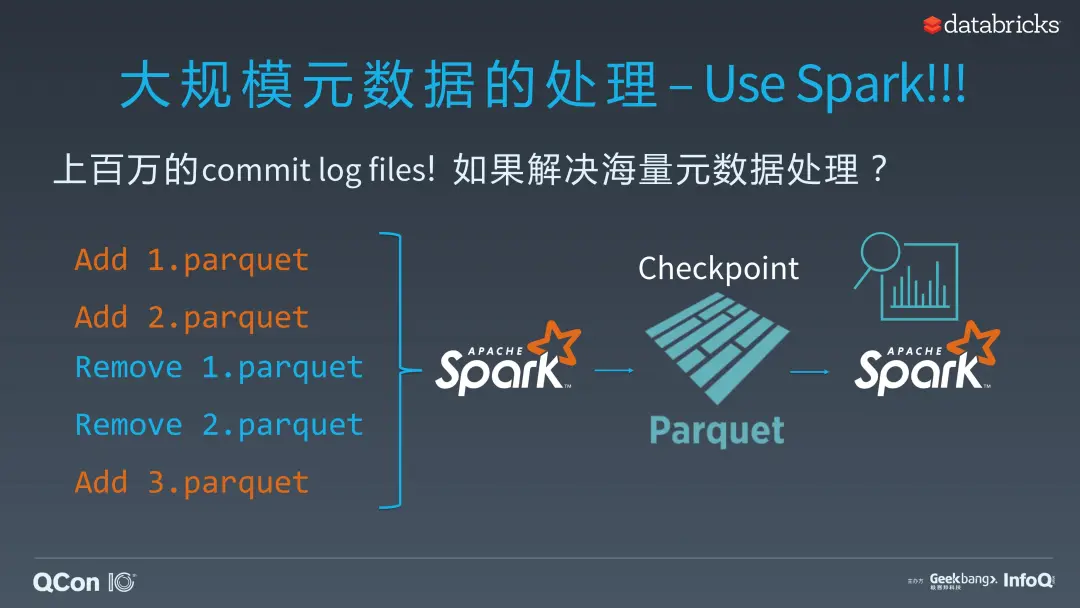 databricks
大规模元数据的处理 – Use Spark!!!
上百万的commit log files! 如果解决海量元数据处理？
Add 1.parquet
Add 2.parquet
Remove 1.parquet
Remove 2.parquet
Add 3.parquet
APACHE
Spark™
Checkpoint
Parquet
APACHE
Spark™
QCon 10
主办方 Geekbang>. InfoQ
极客邦科技